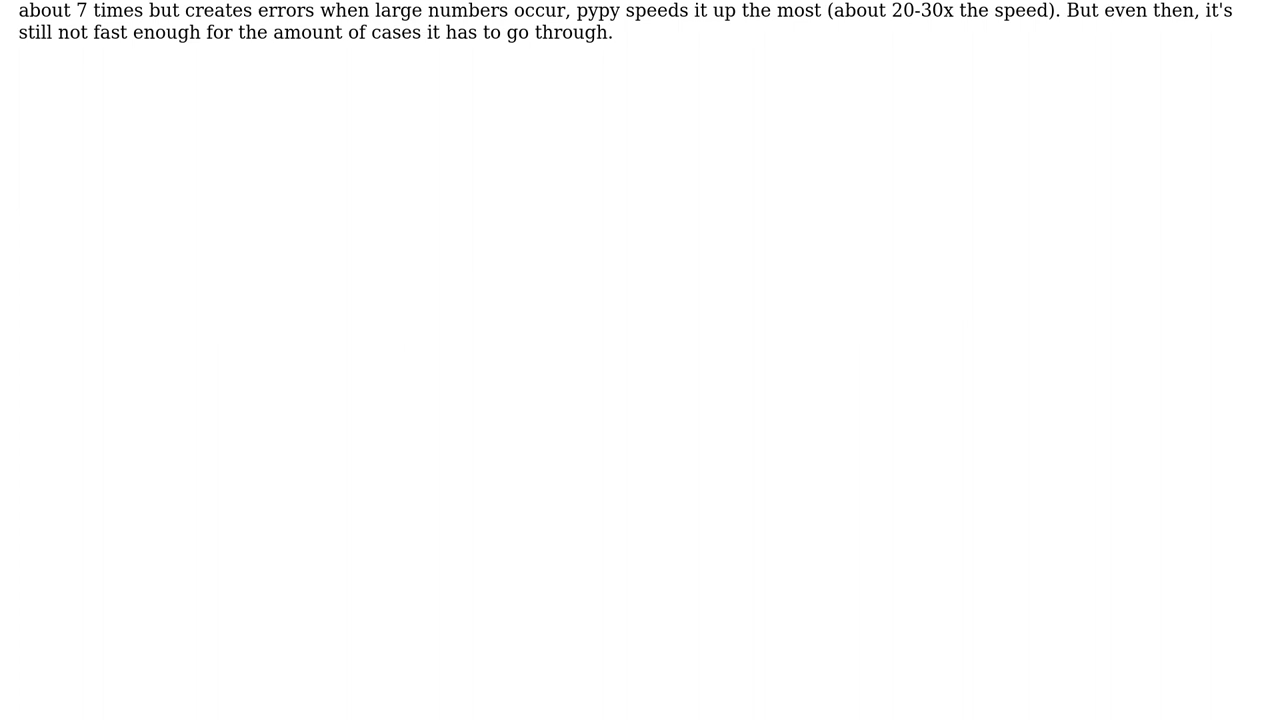 about 7 times but creates errors when large numbers occur, pypy speeds it up the most (about 20-30x the speed). But even then, it's
still not fast enough for the amount of cases it has to go through.